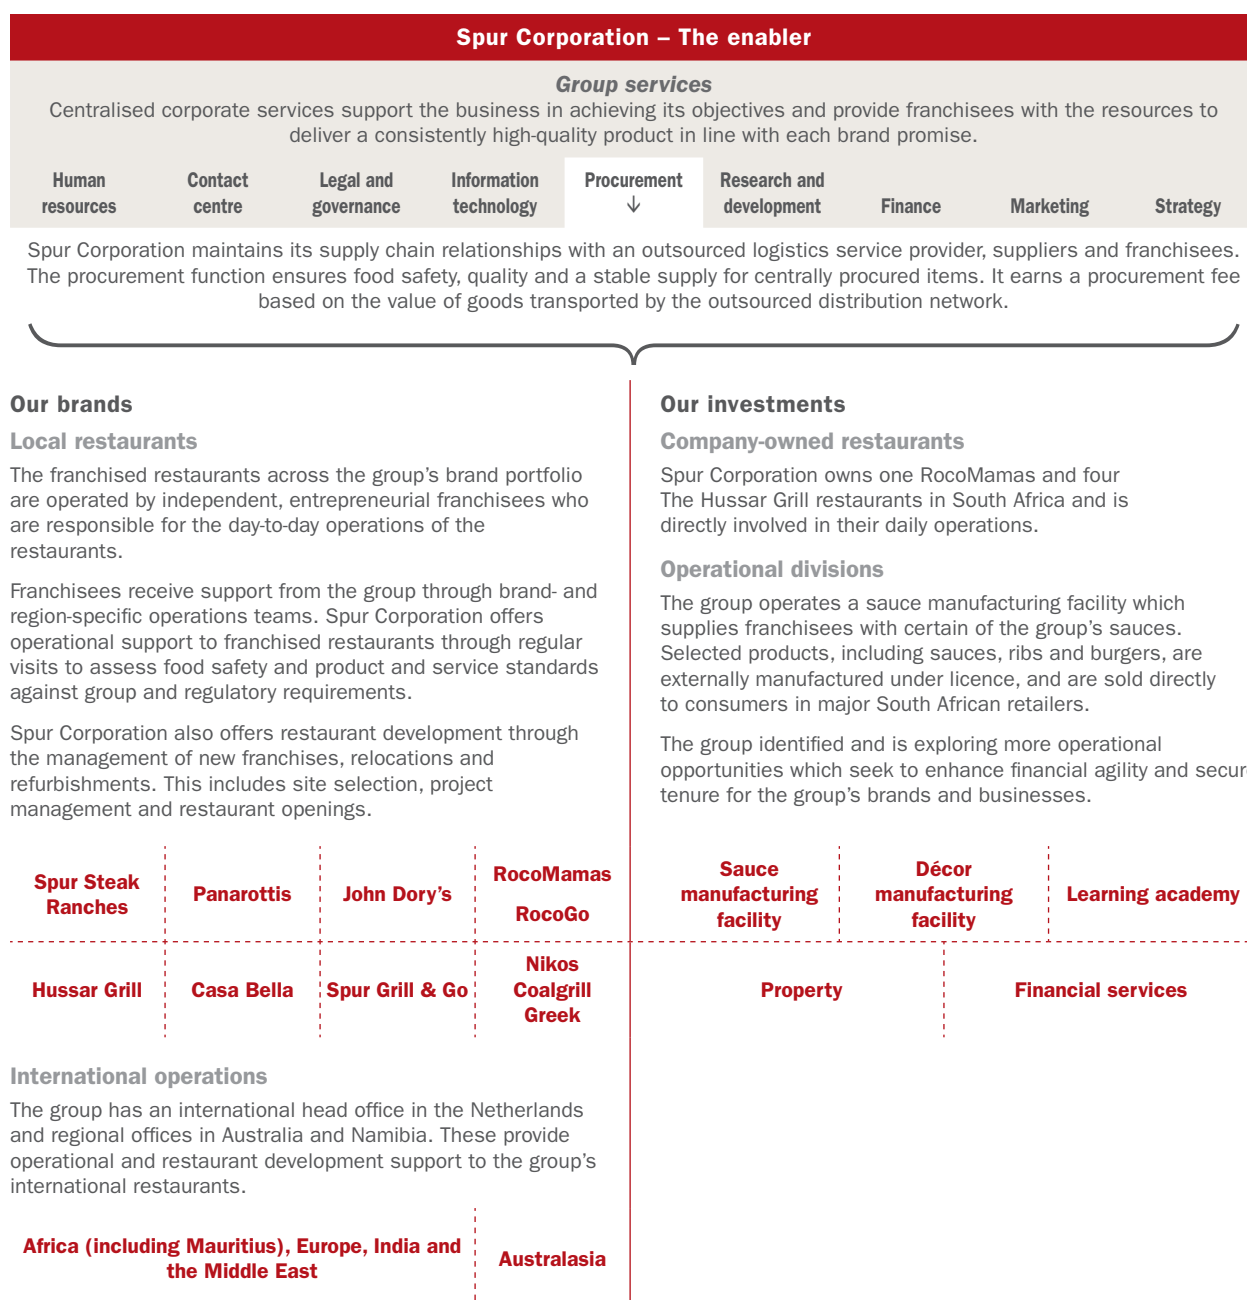 Spur Corporation – The enabler
Group services
Centralised corporate services support the business in achieving its objectives and provide franchisees with the resources to
deliver a consistently high-quality product in line with each brand promise.
Human
resources
Contact
centre
Legal and
governance
Information
technology
Procurement
↓
Research and
development
Finance
Marketing
Strategy
Spur Corporation maintains its supply chain relationships with an outsourced logistics service provider, suppliers and franchisees.
The procurement function ensures food safety, quality and a stable supply for centrally procured items. It earns a procurement fee
based on the value of goods transported by the outsourced distribution network.
Our brands
Local restaurants
The franchised restaurants across the group's brand portfolio
are operated by independent, entrepreneurial franchisees who
are responsible for the day-to-day operations of the
restaurants.
Franchisees receive support from the group through brand- and
region-specific operations teams. Spur Corporation offers
operational support to franchised restaurants through regular
visits to assess food safety and product and service standards
against group and regulatory requirements.
Spur Corporation also offers restaurant development through
the management of new franchises, relocations and
refurbishments. This includes site selection, project
management and restaurant openings.
Spur Steak
Ranches
Panarottis
John Dory's
RocoMamas
RocoGo
Hussar Grill
Casa Bella
Spur Grill & Go
Nikos
Coalgrill
Greek
International operations
The group has an international head office in the Netherlands
and regional offices in Australia and Namibia. These provide
operational and restaurant development support to the group's
international restaurants.
Africa (including Mauritius), Europe, India and
the Middle East
Australasia
Our investments
Company-owned restaurants
Spur Corporation owns one RocoMamas and four
The Hussar Grill restaurants in South Africa and is
directly involved in their daily operations.
Operational divisions
The group operates a sauce manufacturing facility which
supplies franchisees with certain of the group's sauces.
Selected products, including sauces, ribs and burgers, are
externally manufactured under licence, and are sold directly
to consumers in major South African retailers.
The group identified and is exploring more operational
opportunities which seek to enhance financial agility and secur
tenure for the group's brands and businesses.
Sauce
manufacturing
facility
Décor
manufacturing
facility
Learning academy
Property
Financial services